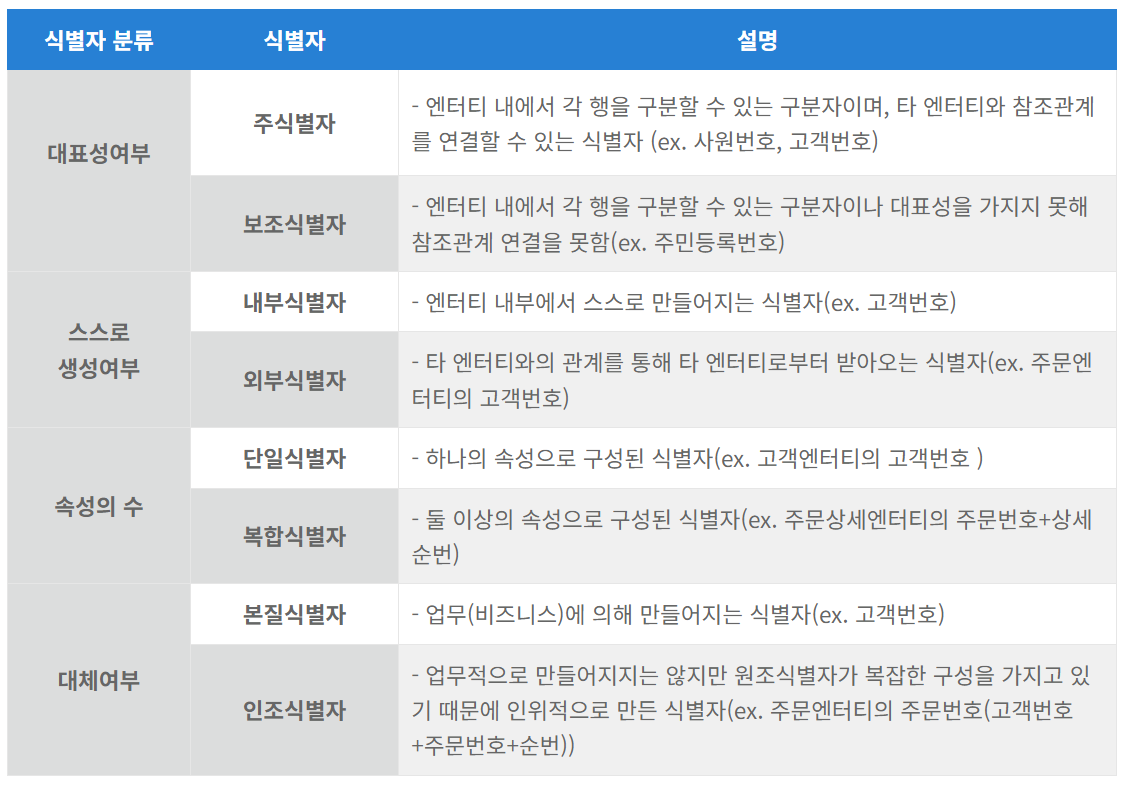 식별자 분류 식별자 설명
대표성여부
주식별자
- 엔터티 내에서 각 행을 구분할 수 있는 구분자이며, 타 엔터티와 참조관계
를 연결할 수 있는 식별자 (ex. 사원번호, 고객번호)
보조식별자
- 엔터티 내에서 각 행을 구분할 수 있는 구분자이나 대표성을 가지지 못해
참조관계 연결을 못함(ex. 주민등록번호)
스스로
생성여부
내부식별자
- 엔터티 내부에서 스스로 만들어지는 식별자(ex. 고객번호)
외부식별자
- 타 엔터티와의 관계를 통해 타 엔터티로부터 받아오는 식별자(ex. 주문엔
터티의 고객번호)
속성의 수
단일식별자
- 하나의 속성으로 구성된 식별자(ex. 고객엔터티의 고객번호 )
복합식별자
- 둘 이상의 속성으로 구성된 식별자(ex. 주문상세엔터티의 주문번호+상세
순번)
대체여부
본질식별자
- 업무(비즈니스)에 의해 만들어지는 식별자(ex. 고객번호)
인조식별자
- 업무적으로 만들어지지는 않지만 원조식별자가 복잡한 구성을 가지고 있
기 때문에 인위적으로 만든 식별자(ex. 주문엔터티의 주문번호(고객번호
+주문번호+순번))